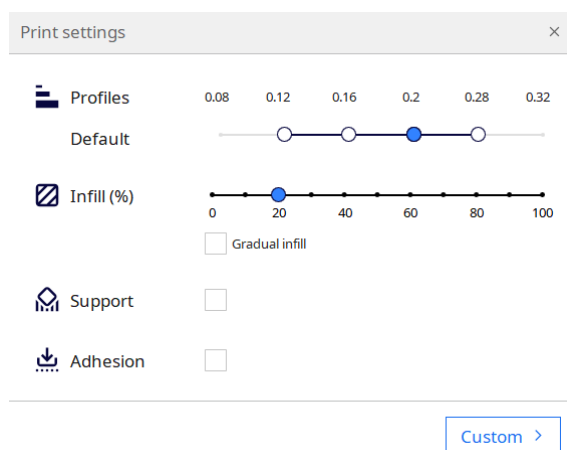 Print settings
Profiles 0.08 0.12 0.16 0.2 0.28 0.32
Default
Infill (%)
0 20 40 60 80 100
Gradual infill
Support
Adhesion
Custom